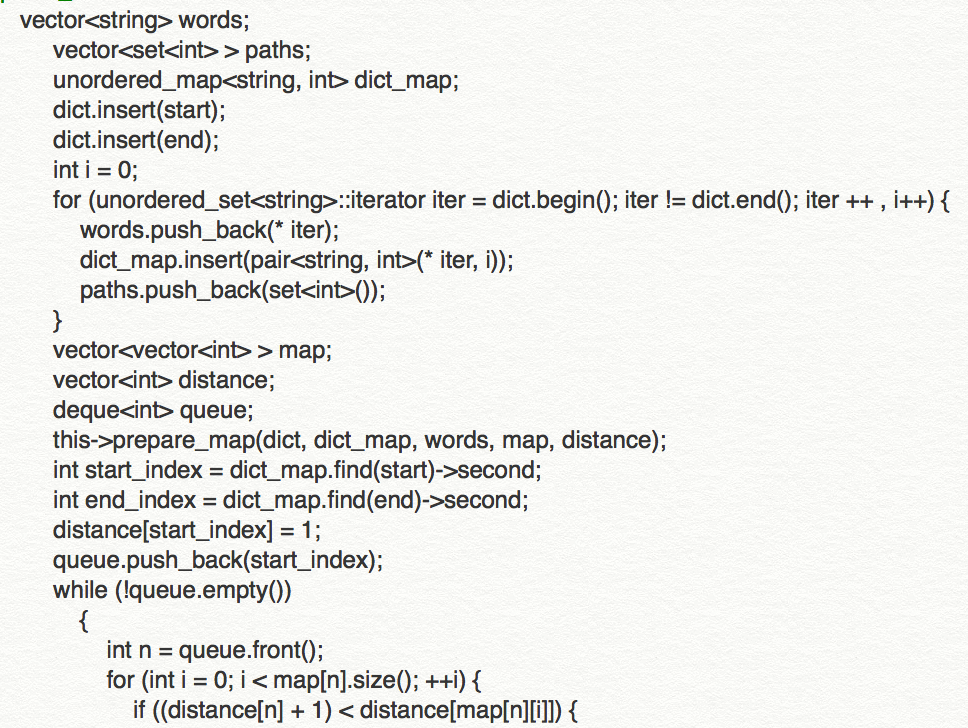 vector<string> words;
vector<set<int> > paths;
unordered_map<string, int> dict_map;
dict.insert(start);
dict.insert(end);
int i = 0;
for (unordered_set<string>::iterator iter = dict.begin(); iter != dict.end(); iter ++ , i++) {
words.push_back(* iter);
dict_map.insert(pair<string, int>(* iter, i));
paths.push_back(set<int>());
}
vector<vector<int> > map;
vector<int> distance;
deque<int> queue;
this->prepare_map(dict, dict_map, words, map, distance);
int start_index = dict_map.find(start)->second;
int end_index = dict_map.find(end)->second;
distance[start_index] = 1;
queue.push_back(start_index);
while (!queue.empty())
{
int n = queue.front();
for (int i = 0; i < map[n].size(); ++i) {
if ((distance[n] + 1) < distance[map[n][i]]) {